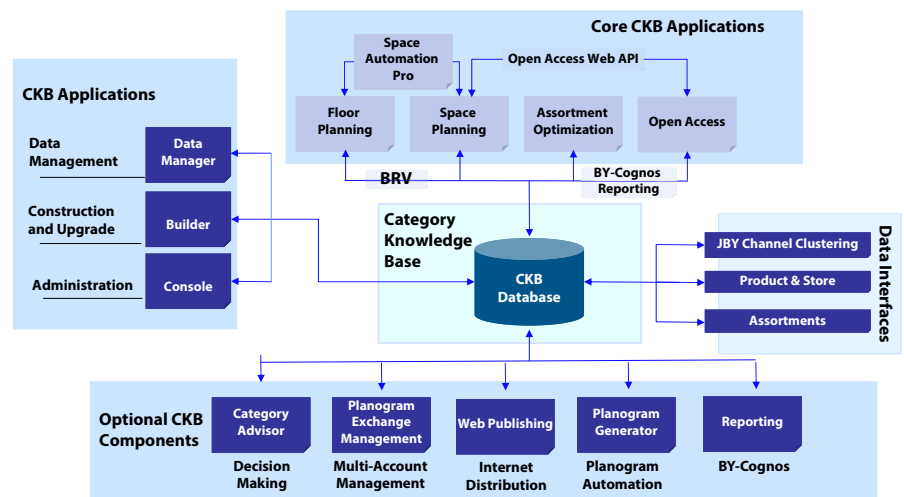 Core CKB Applications
Space
Automation
Pro
Open Access Web API
Floor
Planning
Space
Planning
Assortment
Optimization
Open Access
BRV
BY-Cognos
Reporting
CKB Applications
Data
Management
Data
Manager
Construction
and Upgrade
Builder
Administration
Console
Category
Knowledge
Base
CKB
Database
JBY Channel Clustering
Product & Store
Assortments
Data Interfaces
Optional CKB
Components
Category
Advisor
Decision
Making
Planogram
Exchange
Management
Multi-Account
Management
Web Publishing
Internet
Distribution
Planogram
Generator
Planogram
Automation
Reporting
BY-Cognos